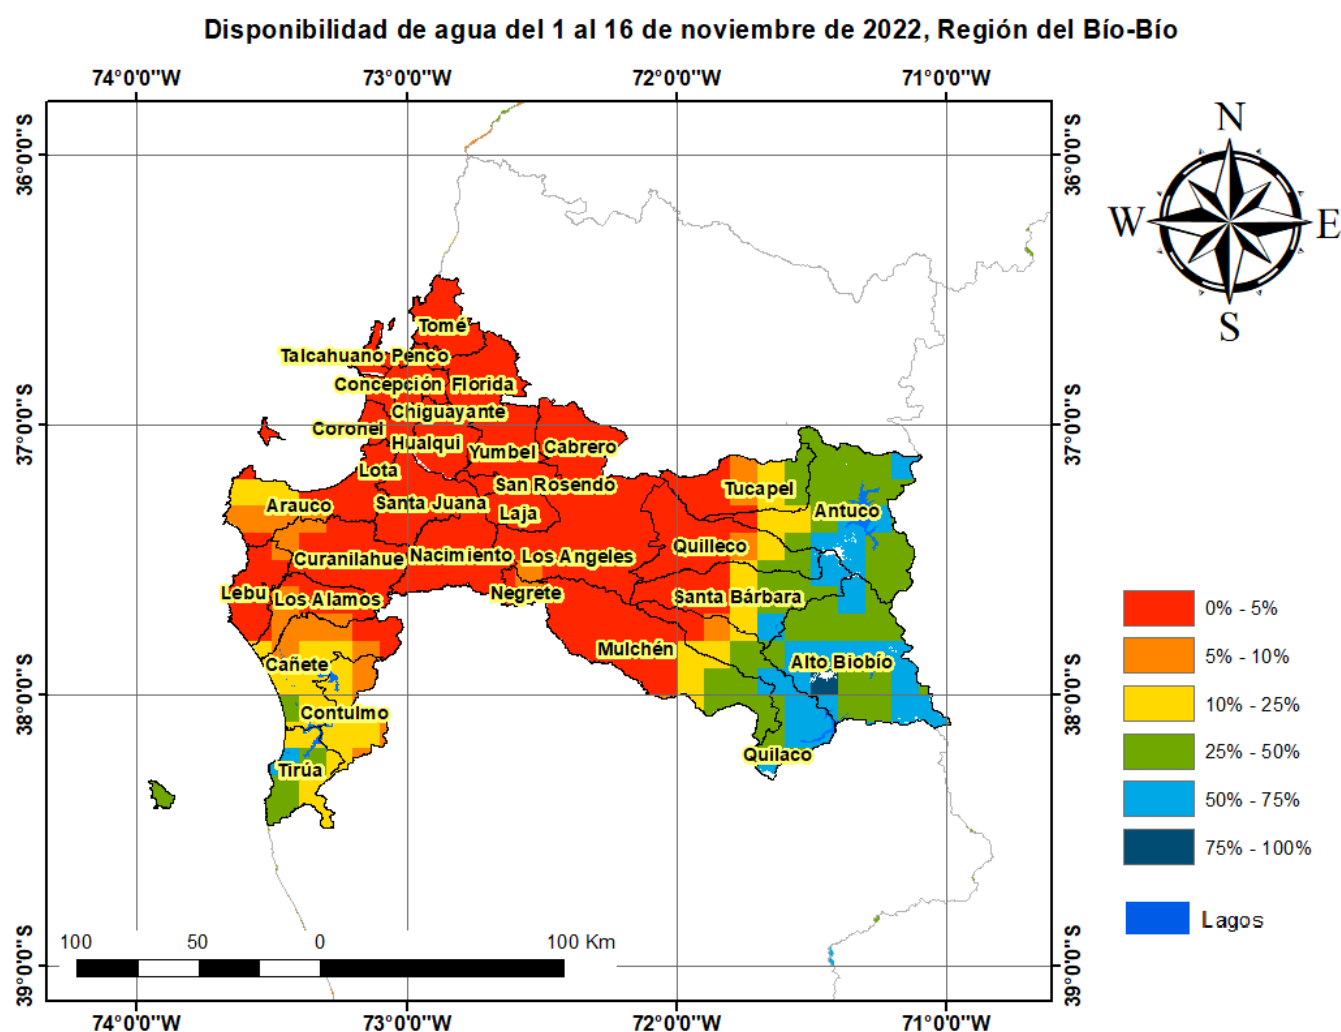 Disponibilidad de agua del 1 al 16 de noviembre de 2022, Región del Bío-Bío
74°0'0"W 73°0'0"W 72°0'0"W 71°0'0"W
36°0'0"S 36°0'0"S
N
W E
S
Tomé
Talcahuano Penco
Concepción Florida
Chiguayante
37°0'0"S 37°0'0"S
Coronel
Hualqui Yumbel Cabrero
Lota
San Rosendo
Tucapel
Arauco Santa Juana Laja Antuco
Curanilahue Nacimiento Los Angeles Quilleco
Lebu Los Alamos Negrete Santa Bárbara
0% - 5%
Mulchén
Cañete Alto Biobío
5% - 10%
38°0'0"S 38°0'0"S
Contulmo
10% - 25%
Tirúa Quilaco
25% - 50%
50% - 75%
75% - 100%
Lagos
100 50 0 100 Km
39°0'0"S 39°0'0"S
74°0'0"W 73°0'0"W 72°0'0"W 71°0'0"W